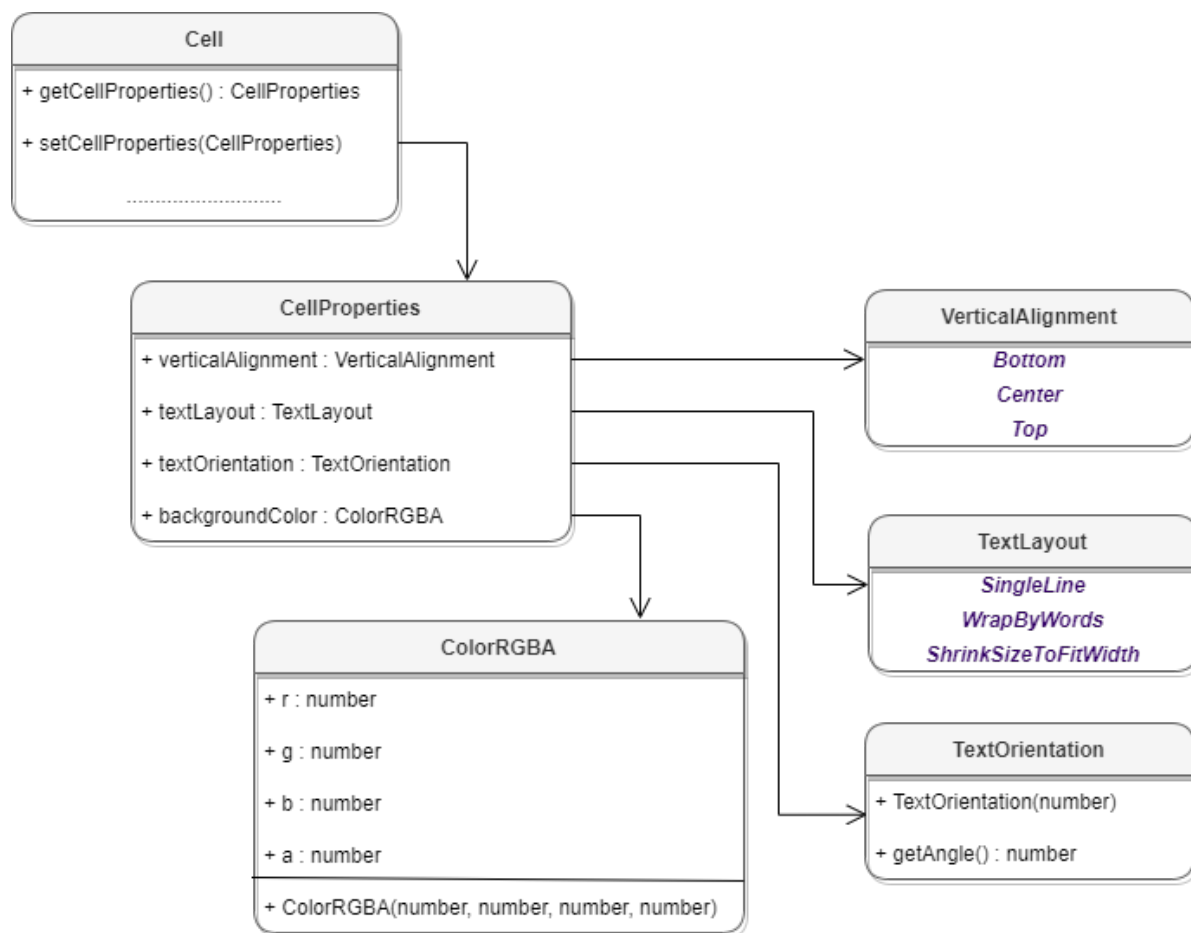 Cell
+ getCellProperties() : CellProperties
+ setCellProperties(CellProperties)
...........................
CellProperties
+ verticalAlignment : VerticalAlignment
+ textLayout : TextLayout
+ textOrientation : TextOrientation
+ backgroundColor : ColorRGBA
VerticalAlignment
Bottom
Center
Top
TextLayout
SingleLine
WrapByWords
ShrinkSizeToFitWidth
ColorRGBA
+ r : number
+ g : number
+ b : number
+ a : number
+ ColorRGBA(number, number, number, number)
TextOrientation
+ TextOrientation(number)
+ getAngle() : number